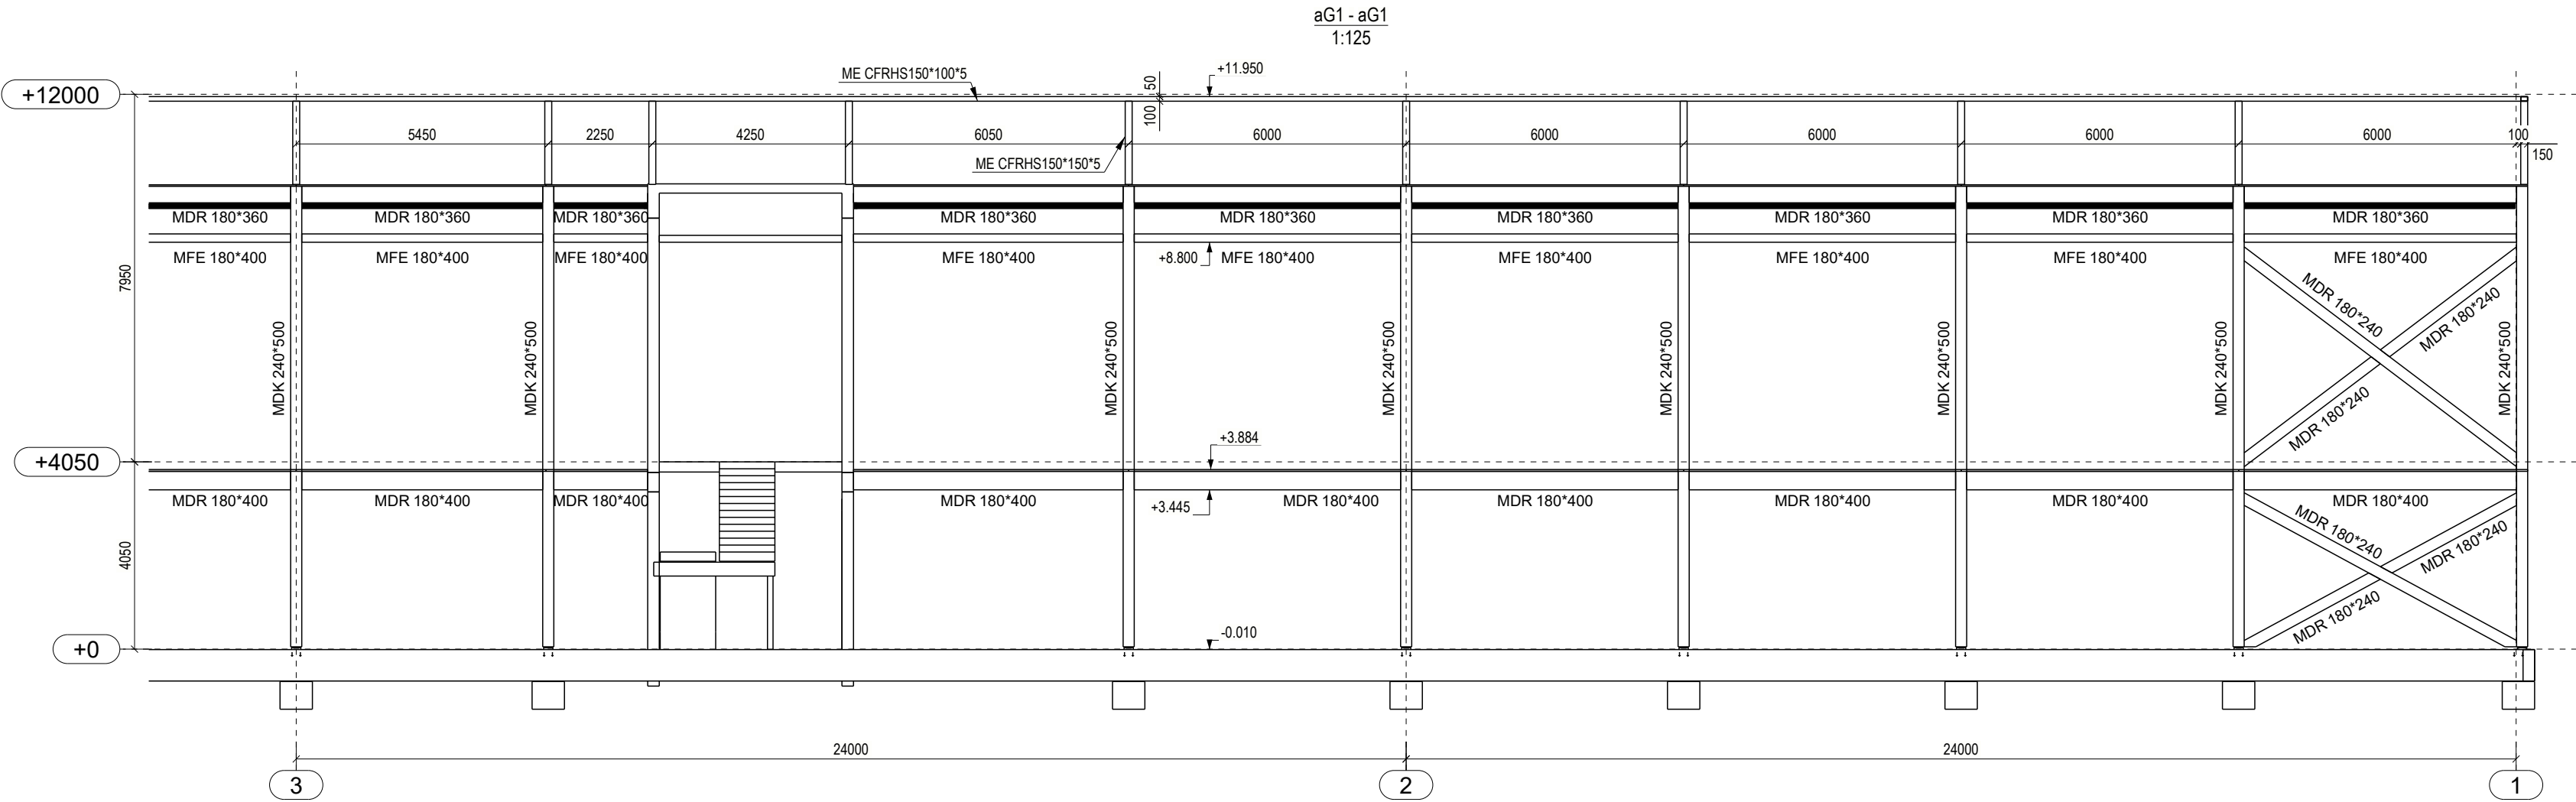 aG1 - aG1
1:125
+12000
ME CFRHS150*100*5
50
+11.950
100
5450 2250 4250 6050 6000 6000 6000 6000 6000 100
150
ME CFRHS150*150*5
MDR 180*360 MDR 180*360 MDR 180*360 MDR 180*360 MDR 180*360 MDR 180*360 MDR 180*360 MDR 180*360 MDR 180*360
MFE 180*400 MFE 180*400 MFE 180*400 MFE 180*400 +8.800 MFE 180*400 MFE 180*400 MFE 180*400 MFE 180*400 MFE 180*400
7950
MDK 240*500 MDK 240*500 MDK 240*500 MDK 240*500 MDK 240*500 MDK 240*500 MDK 240*500 MDK 240*500
MDR 180*240
MDR 180*240
MDR 180*240
+4050
+3.884
MDR 180*400 MDR 180*400 MDR 180*400 MDR 180*400 MDR 180*400 MDR 180*400 MDR 180*400 MDR 180*400 MDR 180*400
+3.445
4050
MDR 180*240
MDR 180*240
MDR 180*240
+0
-0.010
24000 24000
3 2 1